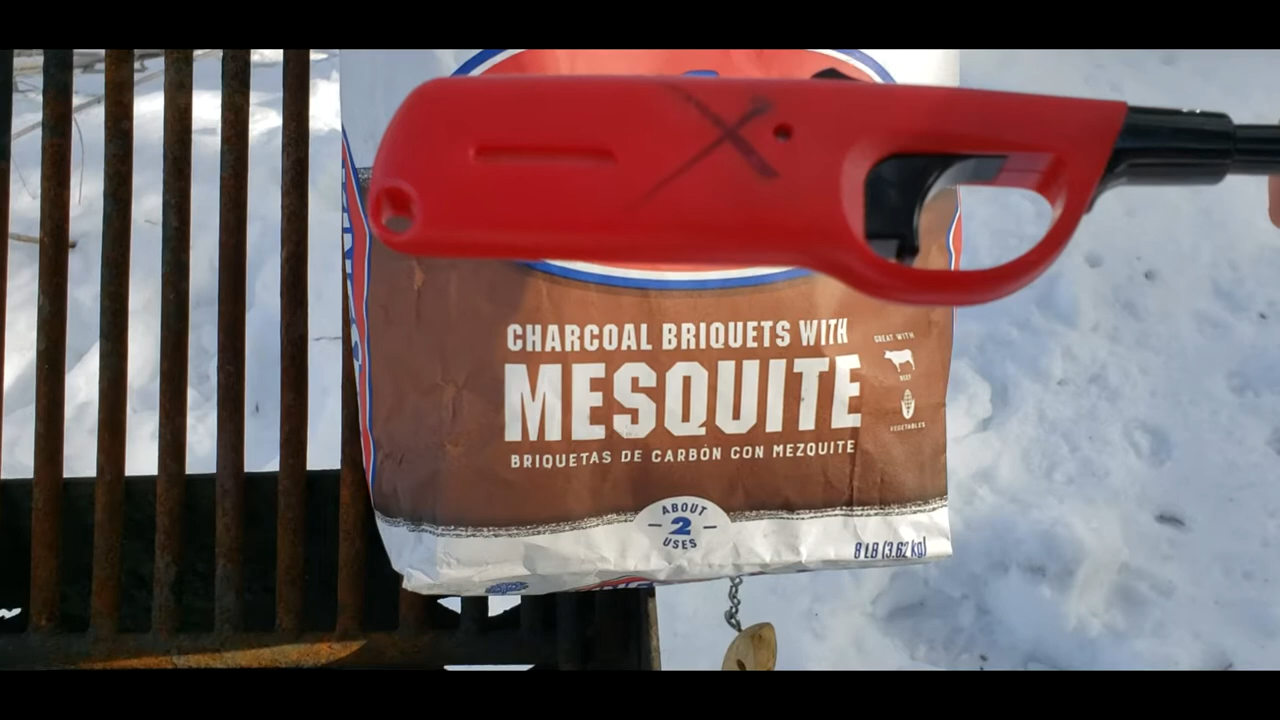 CHARCOAL BRIQUETS WITH
MESQUITE
BRIQUETAS DE CARBÓN CON MEZQUITE
GREAT WITH
BEEF
VEGETABLES
ABOUT
2
USES
8 LB (3.62 kg)